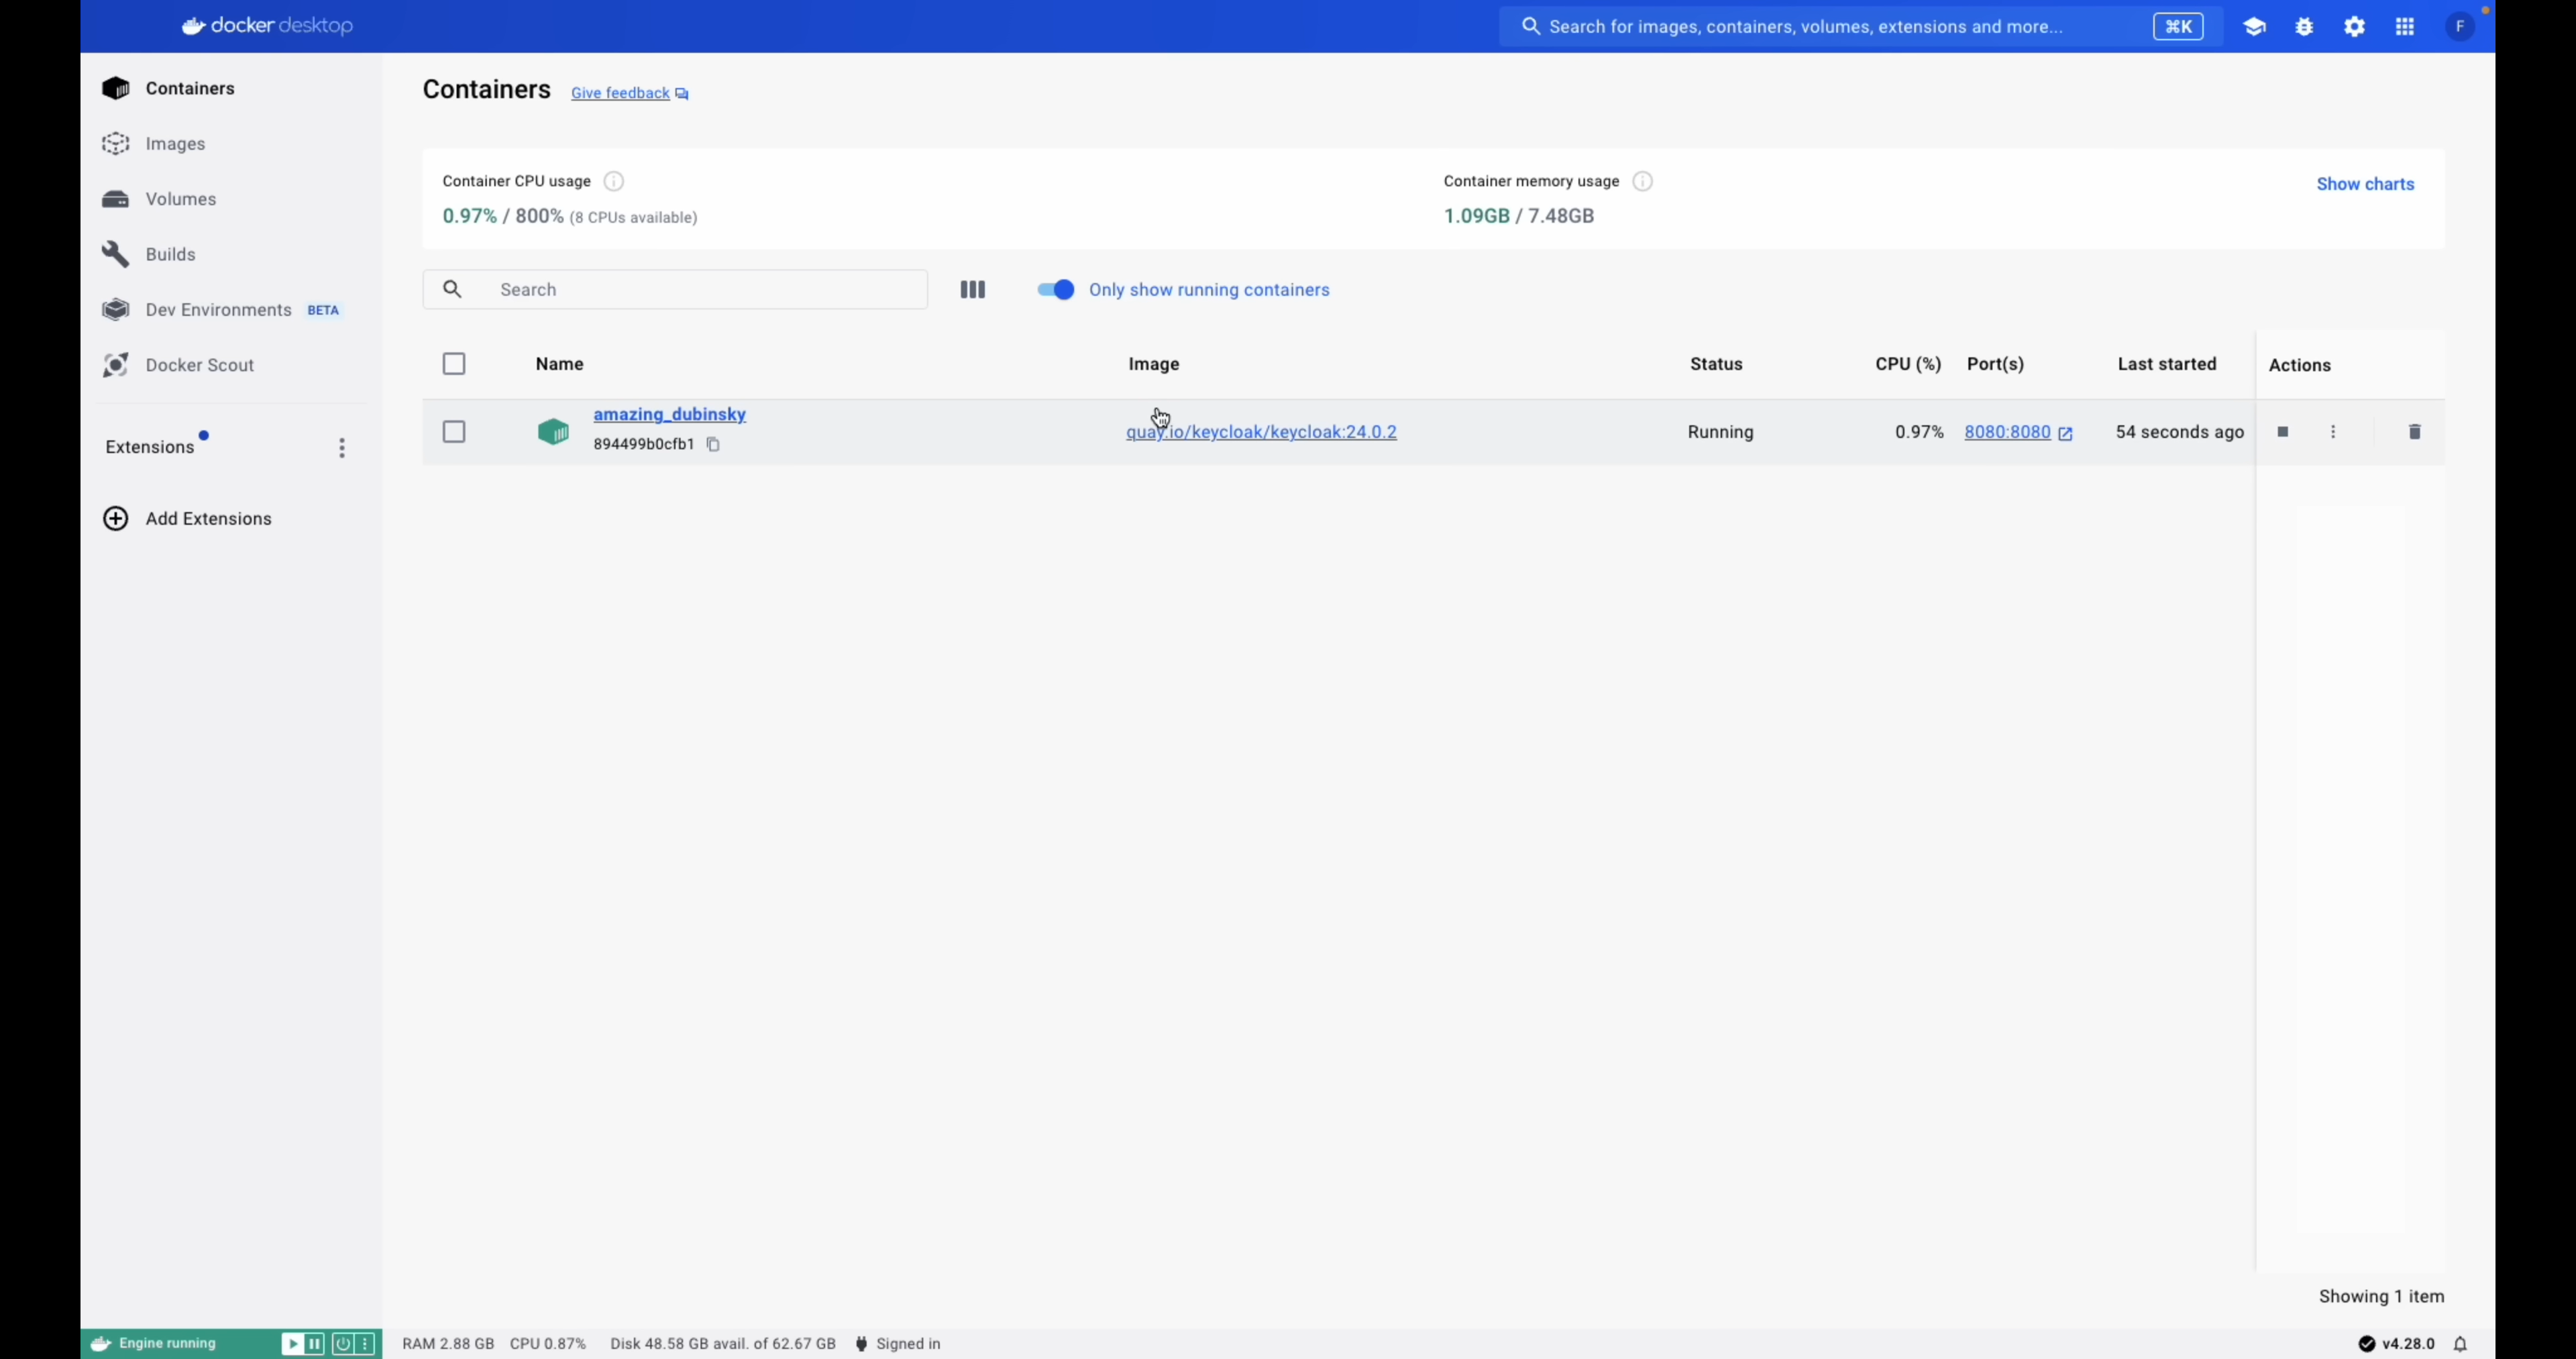 docker desktop
Search for images, containers, volumes, extensions and more...
⌘K
F
Containers
Images
Volumes
Builds
Dev Environments BETA
Docker Scout
Extensions
Add Extensions
Containers Give feedback
Container CPU usage
0.97% / 800% (8 CPUs available)
Container memory usage
1.09GB / 7.48GB
Show charts
Search
Only show running containers
Name Image Status CPU (%) Port(s) Last started Actions
amazing_dubinsky
894499b0cfb1
quay.io/keycloak/keycloak:24.0.2 Running 0.97% 8080:8080 54 seconds ago
Showing 1 item
Engine running
RAM 2.88 GB CPU 0.87% Disk 48.58 GB avail. of 62.67 GB Signed in
v4.28.0